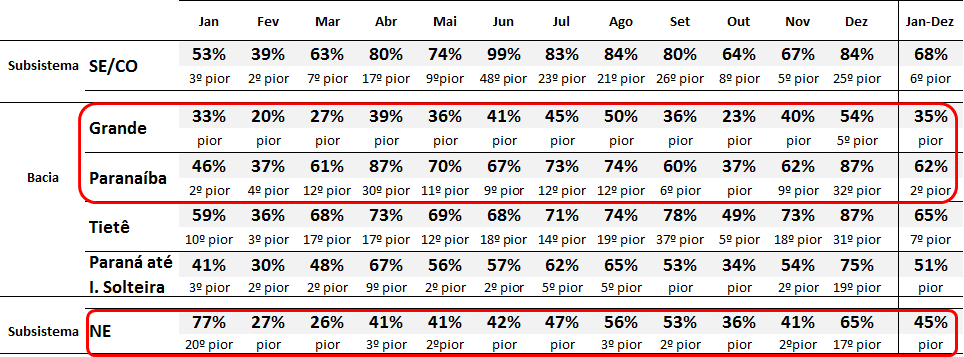 Jan Fev Mar Abr Mai Jun Jul Ago Set Out Nov Dez Jan-Dez
Subsistema SE/CO 53% 39% 63% 80% 74% 99% 83% 84% 80% 64% 67% 84% 68%
3º pior 2º pior 7º pior 17º pior 9ºpior 48º pior 23º pior 21º pior 26º pior 8º pior 5º pior 25º pior 6º pior
Grande 33% 20% 27% 39% 36% 41% 45% 50% 36% 23% 40% 54% 35%
pior pior pior pior pior pior pior pior pior pior pior 5º pior pior
Bacia Paranaíba 46% 37% 61% 87% 70% 67% 73% 74% 60% 37% 62% 87% 62%
2º pior 4º pior 12º pior 30º pior 11º pior 9º pior 12º pior 12º pior 6º pior pior 9º pior 32º pior 2º pior
Tietê 59% 36% 68% 73% 69% 68% 71% 74% 78% 49% 73% 87% 65%
10º pior 3º pior 17º pior 17º pior 12º pior 18º pior 14º pior 19º pior 37º pior 5º pior 18º pior 31º pior 7º pior
Paraná até 41% 30% 48% 67% 56% 57% 62% 65% 53% 34% 54% 75% 51%
I. Solteira 3º pior 2º pior 2º pior 9º pior 2º pior 2º pior 5º pior 5º pior pior pior 2º pior 19º pior pior
Subsistema NE 77% 27% 26% 41% 41% 42% 47% 56% 53% 36% 41% 65% 45%
20º pior pior pior 3º pior 2ºpior pior pior 3º pior 2º pior pior 2ºpior 17º pior pior